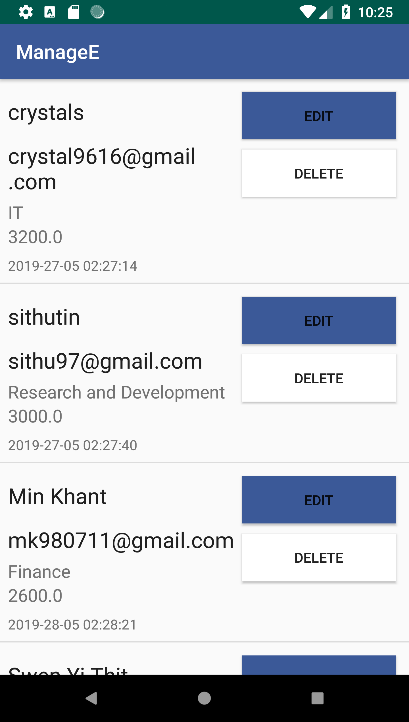 10:25
ManageE
crystals
EDIT
crystal9616@gmail
.com
DELETE
IT
3200.0
2019-27-05 02:27:14
sithutin
EDIT
sithu97@gmail.com
DELETE
Research and Development
3000.0
2019-27-05 02:27:40
Min Khant
EDIT
mk980711@gmail.com
DELETE
Finance
2600.0
2019-28-05 02:28:21
Yi Thit